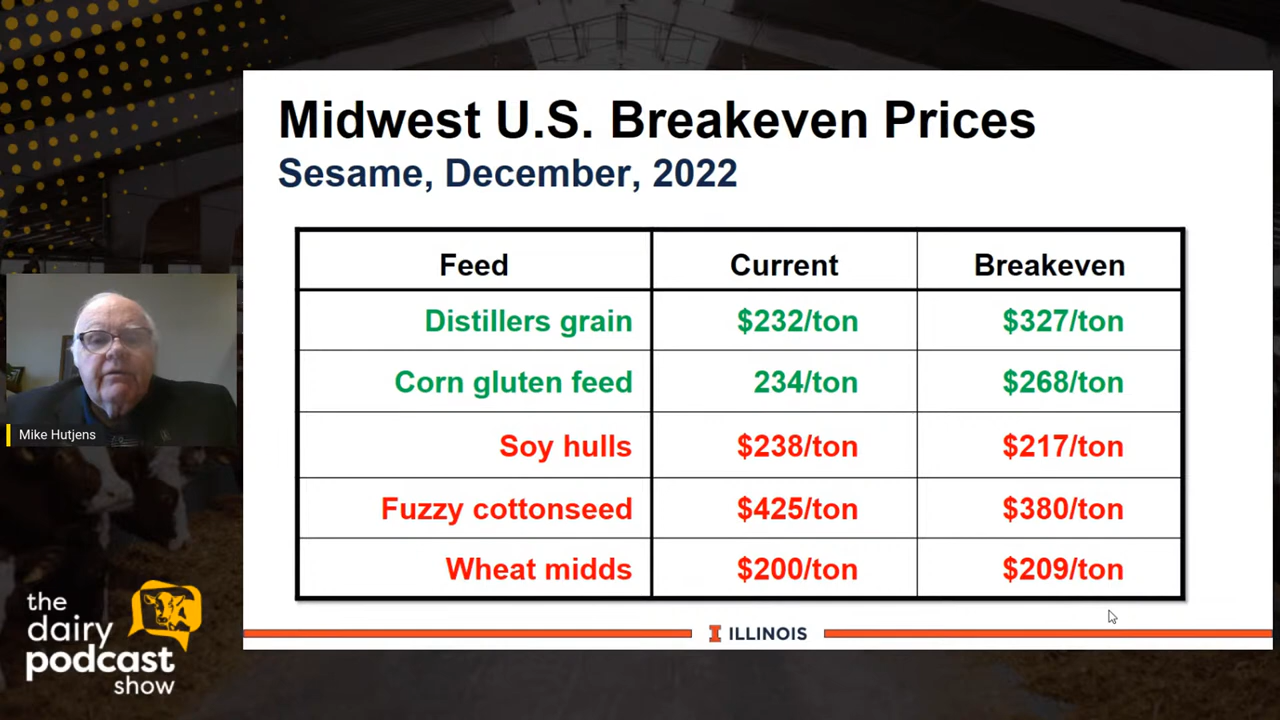 Midwest U.S. Breakeven Prices
Sesame, December, 2022
Feed Current Breakeven
Distillers grain $232/ton $327/ton
Corn gluten feed 234/ton $268/ton
Soy hulls $238/ton $217/ton
Fuzzy cottonseed $425/ton $380/ton
Wheat midds $200/ton $209/ton
I ILLINOIS
Mike Hutjens
the
dairy
podcast
show